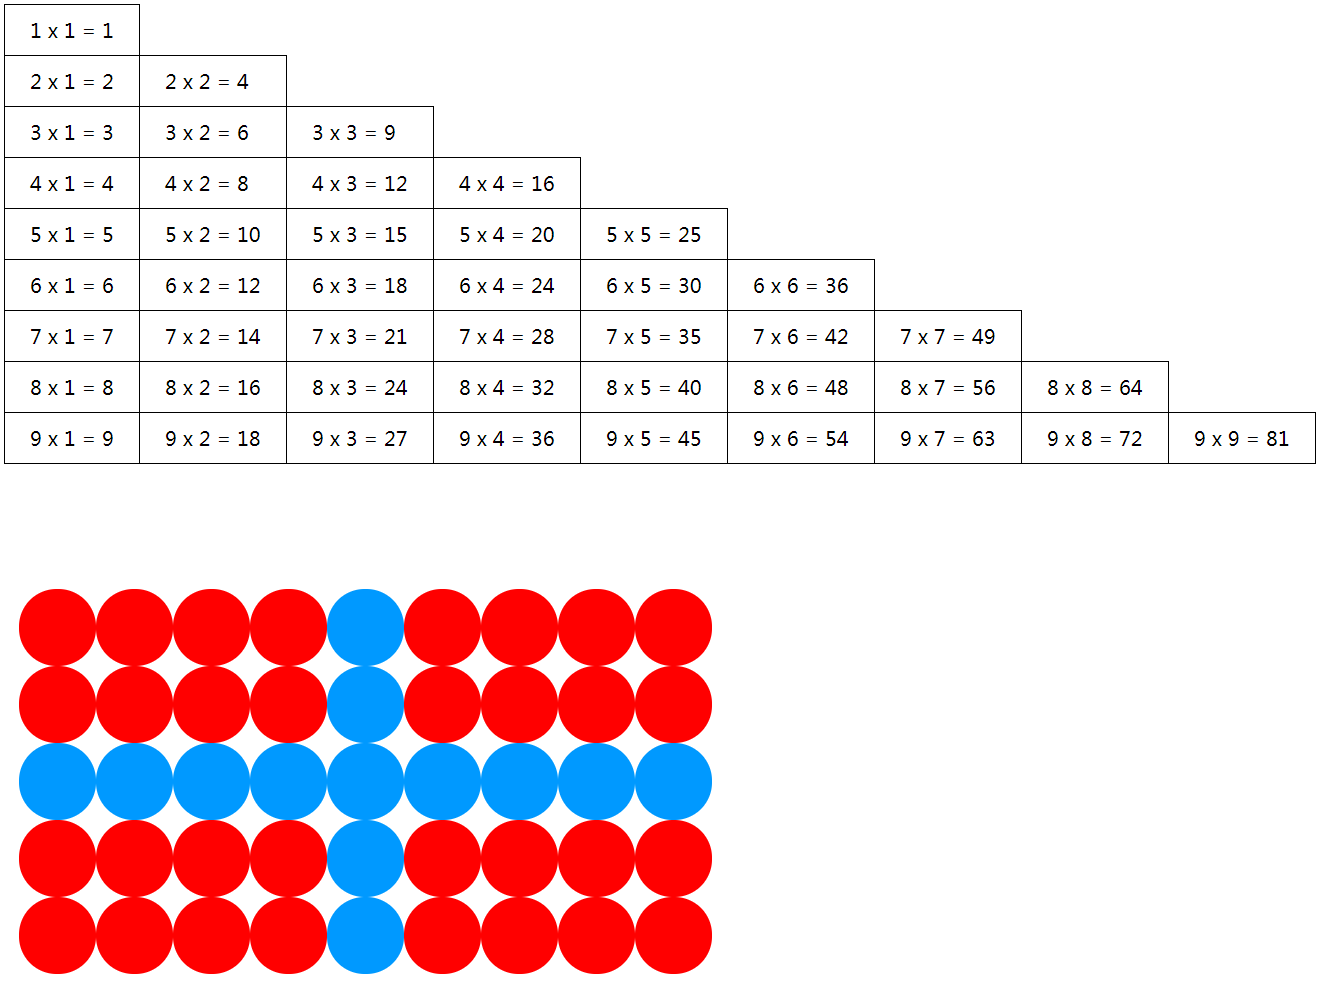 1 x 1 = 1
2 x 1 = 2 2 x 2 = 4
3 x 1 = 3 3 x 2 = 6 3 x 3 = 9
4 x 1 = 4 4 x 2 = 8 4 x 3 = 12 4 x 4 = 16
5 x 1 = 5 5 x 2 = 10 5 x 3 = 15 5 x 4 = 20 5 x 5 = 25
6 x 1 = 6 6 x 2 = 12 6 x 3 = 18 6 x 4 = 24 6 x 5 = 30 6 x 6 = 36
7 x 1 = 7 7 x 2 = 14 7 x 3 = 21 7 x 4 = 28 7 x 5 = 35 7 x 6 = 42 7 x 7 = 49
8 x 1 = 8 8 x 2 = 16 8 x 3 = 24 8 x 4 = 32 8 x 5 = 40 8 x 6 = 48 8 x 7 = 56 8 x 8 = 64
9 x 1 = 9 9 x 2 = 18 9 x 3 = 27 9 x 4 = 36 9 x 5 = 45 9 x 6 = 54 9 x 7 = 63 9 x 8 = 72 9 x 9 = 81